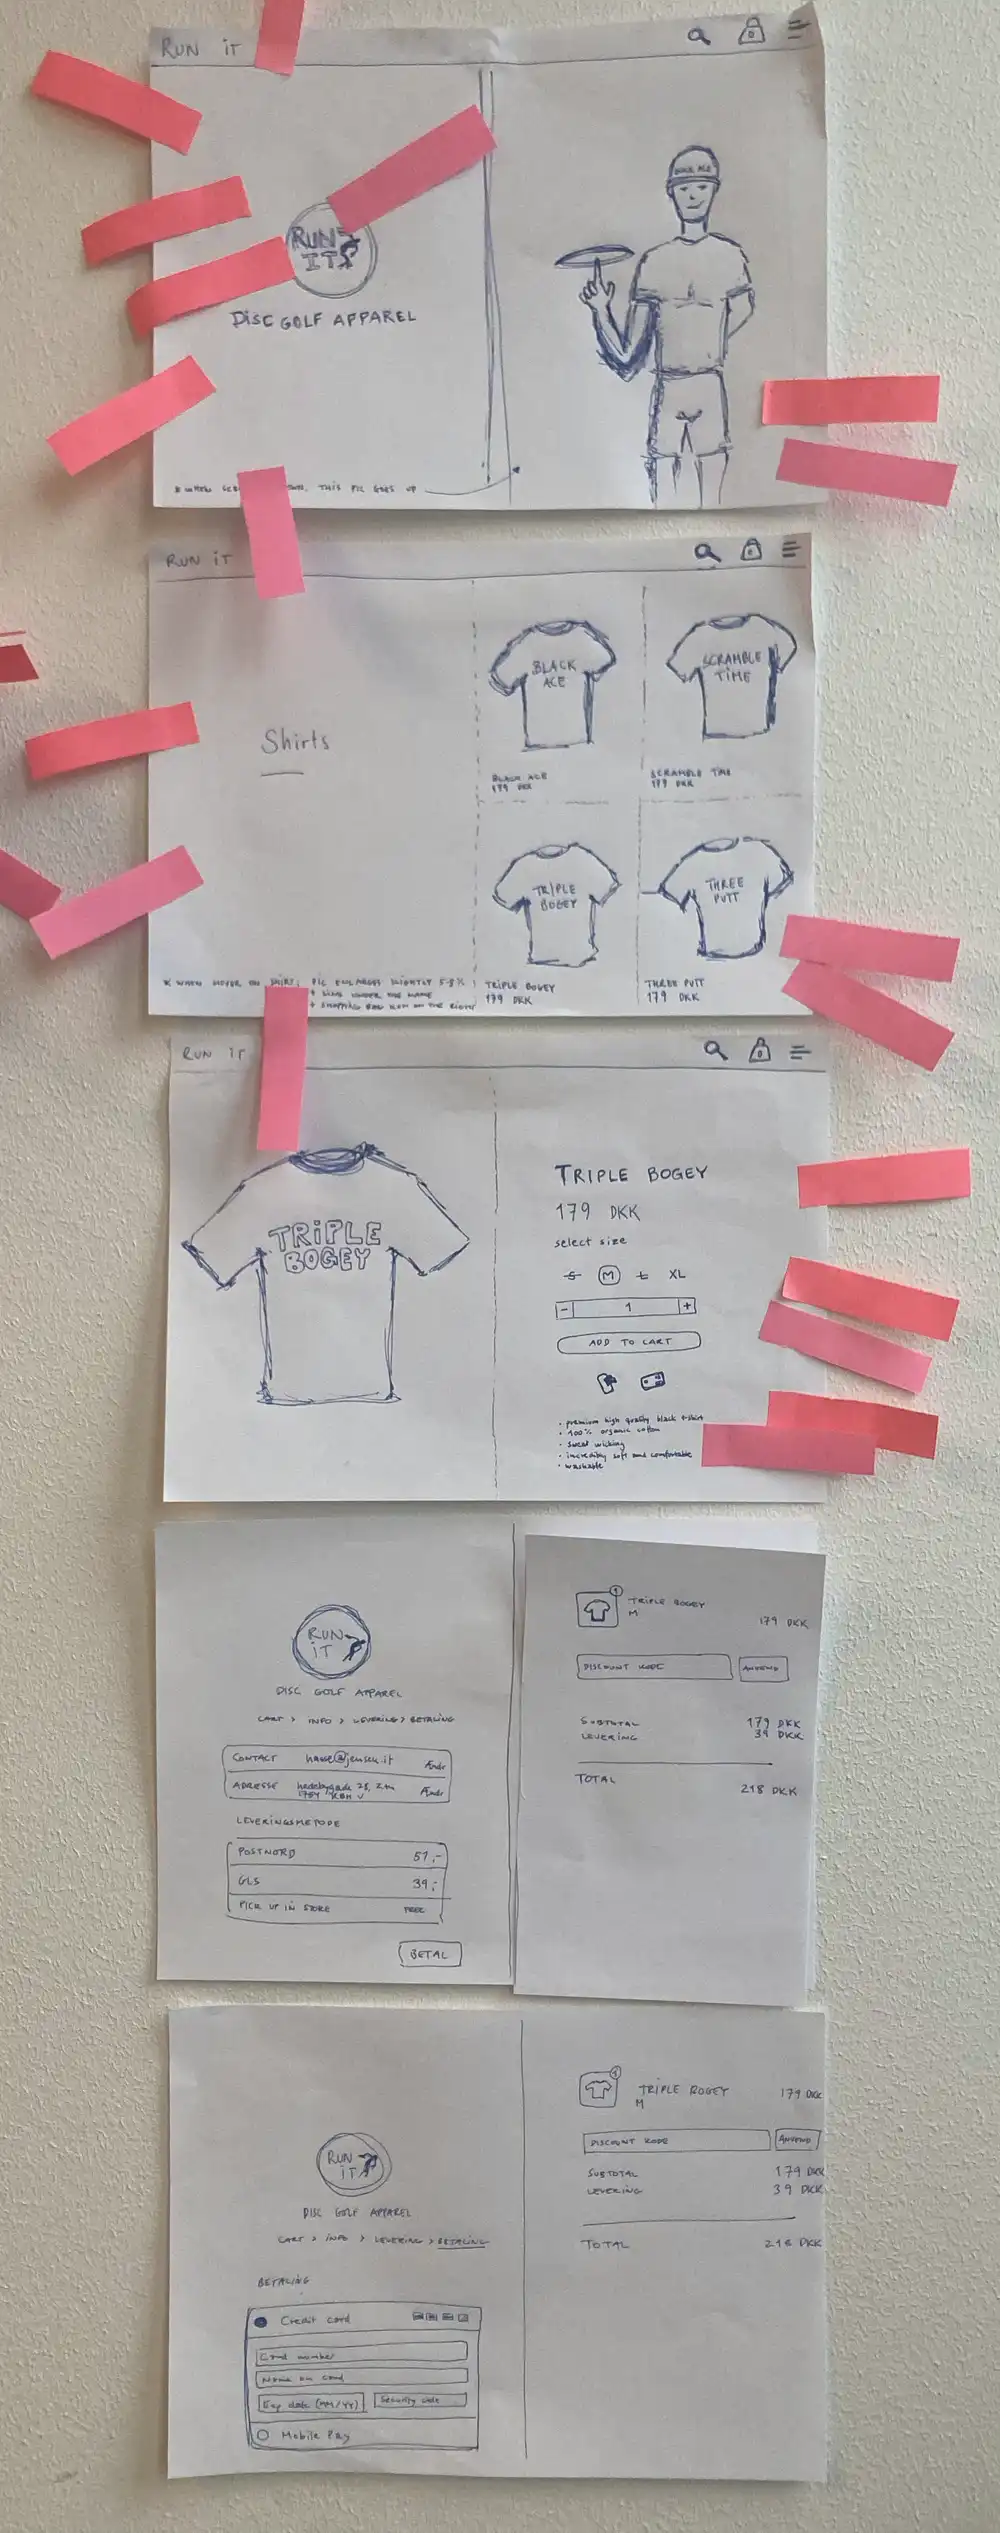 RUN iT
BLACK ACE
RUN
IT
DISC GOLF APPAREL
* WHEN THIS PIC GOES UP
RUN iT
BLACK
ACE
SCRAMBLE
TIME
Shirts
BLACK ACE
179 DKK
SCRAMBLE TIME
179 DKK
TRIPLE
BOGEY
THREE
PUTT
* WHEN HOVER ON SHIRT, PIC ENLARGES SLIGHTLY 5-8%
+ LINE UNDER THE NAME
+ SHOPPING BAG ICON ON THE RIGHT
TRIPLE BOGEY
179 DKK
THREE PUTT
179 DKK
RUN iT
TRIPLE
BOGEY
TRIPLE BOGEY
179 DKK
select size
S M L XL
- 1 +
ADD TO CART
• premium high quality black t-shirt
• 100% organic cotton
• sweat wicking
• incredibly soft and comfortable
• washable
RUN
iT
DISC GOLF APPAREL
CART > INFO > LEVERING > BETALING
CONTACT hasse@jensen.it Ændr
ADRESSE hedebygade 28, 2.tn Ændr
1754 KBH V
LEVERINGSMETODE
POSTNORD 51,-
GLS 39,-
PICK UP IN STORE FREE
BETAL
1
TRIPLE BOGEY
M
179 DKK
DISCOUNT KODE ANVEND
SUBTOTAL 179 DKK
LEVERING 39 DKK
TOTAL 218 DKK
RUN
iT
DISC GOLF APPAREL
CART > INFO > LEVERING > BETALING
BETALING
Credit card
Card number
Name on card
Exp date (MM/YY) Security code
Mobile Pay
1
TRIPLE BOGEY 179 DKK
M
DISCOUNT KODE ANVEND
SUBTOTAL 179 DKK
LEVERING 39 DKK
TOTAL 218 DKK